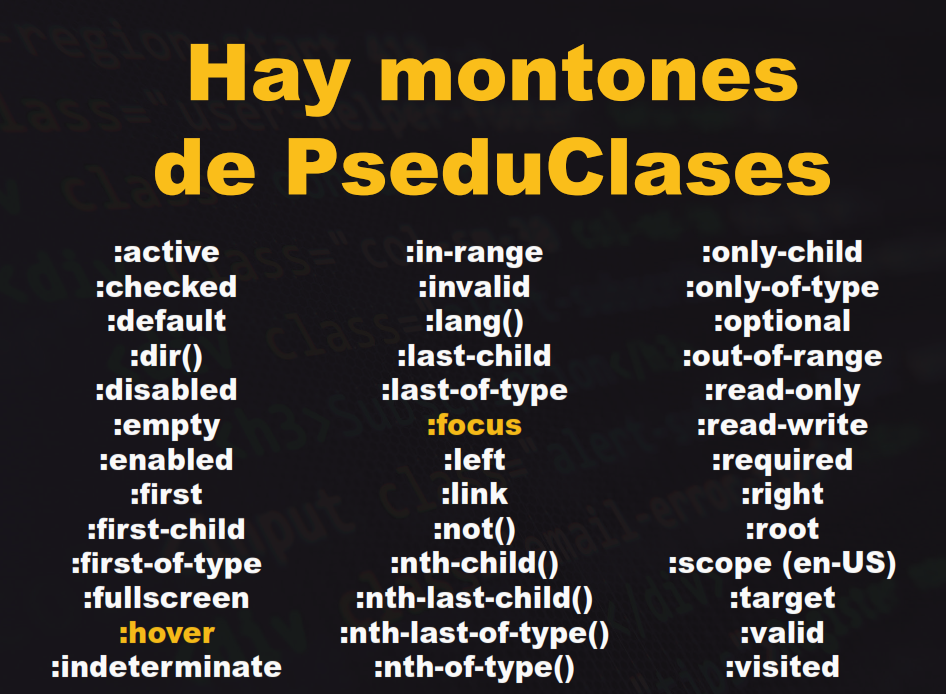 Hay montones
de PseduClases
:active
:checked
:default
:dir()
:disabled
:empty
:enabled
:first
:first-child
:first-of-type
:fullscreen
:hover
:indeterminate
:in-range
:invalid
:lang()
:last-child
:last-of-type
:focus
:left
:link
:not()
:nth-child()
:nth-last-child()
:nth-last-of-type()
:nth-of-type()
:only-child
:only-of-type
:optional
:out-of-range
:read-only
:read-write
:required
:right
:root
:scope (en-US)
:target
:valid
:visited